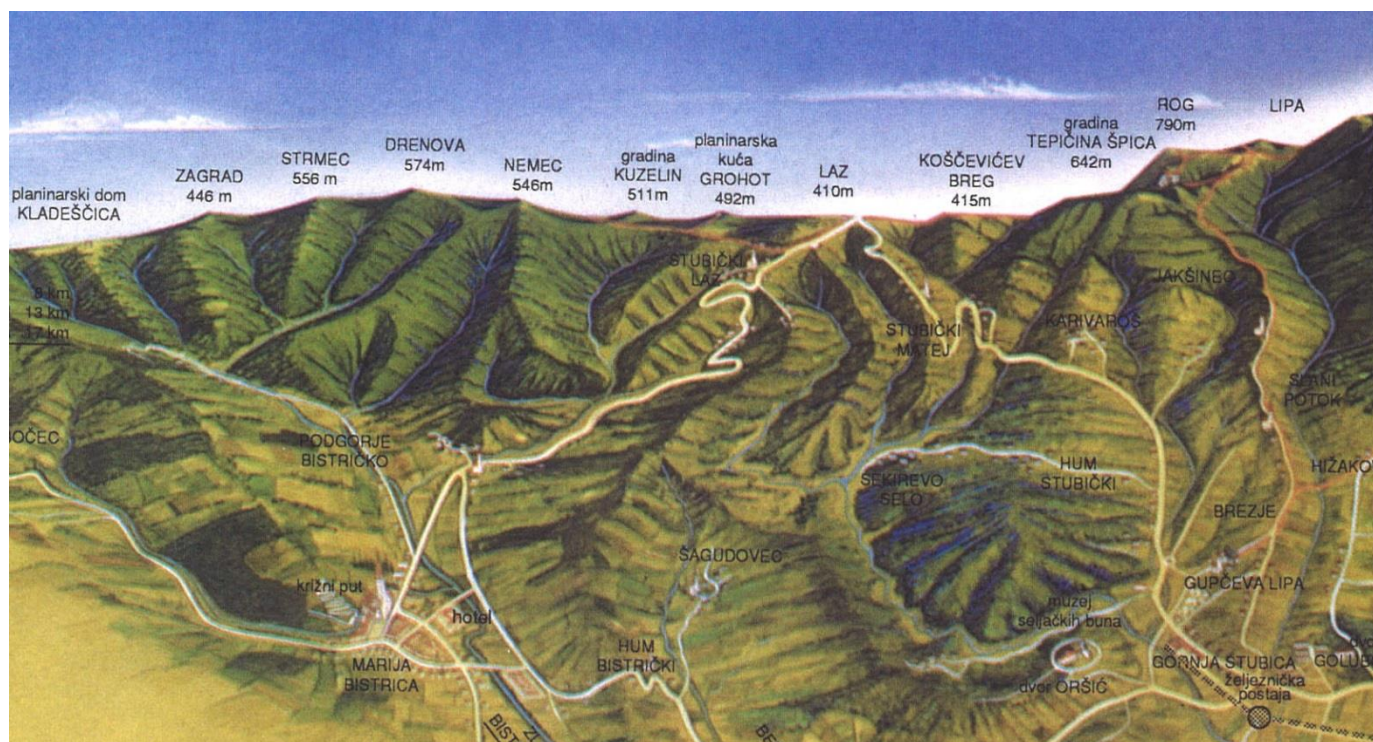 planinarski dom
KLADEŠČICA
ZAGRAD
446 m
STRMEC
556 m
DRENOVA
574m
NEMEC
546m
gradina
KUZELIN
511m
planinarska
kuća
GROHOT
492m
LAZ
410m
KOŠČEVIĆEV
BREG
415m
gradina
TEPIČINA ŠPICA
642m
ROG
790m
LIPA
8 km
13 km
17 km
STUBIČKI
LAZ
STUBIČKI
MATEJ
KARIVAROŠ
JAKŠINEC
SLANI
POTOK
PODGORJE
BISTRIČKO
SEKIREVO
SELO
HUM
STUBIČKI
BREZJE
ŠAGUDOVEC
GUPČEVA LIPA
križni put
hotel
MARIJA
BISTRICA
HUM
BISTRIČKI
muzej
seljačkih buna
dvor ORŠIĆ
GORNJA STUBICA
željeznička
postaja